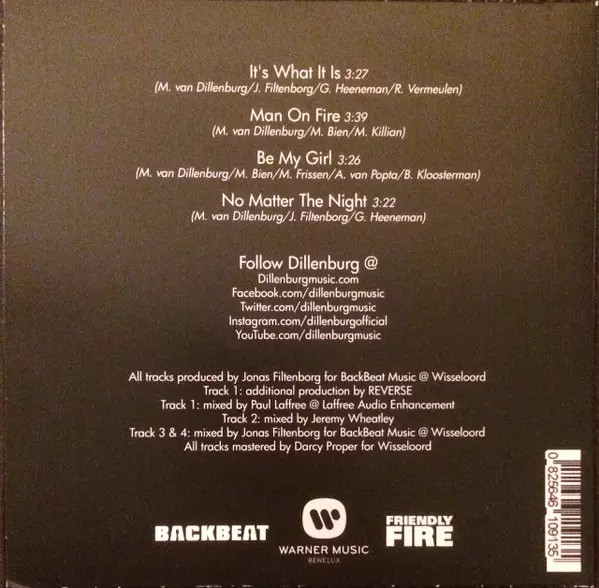 It's What It Is 3:27
(M. van Dillenburg/J. Filtenborg/G. Heeneman/R. Vermeulen)
Man On Fire 3:39
(M. van Dillenburg/M. Bien/M. Killian)
Be My Girl 3:26
(M. van Dillenburg/M. Bien/M. Frissen/A. van Popta/B. Kloosterman)
No Matter The Night 3:22
(M. van Dillenburg/J. Filtenborg/G. Heeneman)
Follow Dillenburg @
Dillenburgmusic.com
Facebook.com/dillenburgmusic
Twitter.com/dillenburgmusic
Instagram.com/dillenburgofficial
YouTube.com/dillenburgmusic
All tracks produced by Jonas Filtenborg for BackBeat Music @ Wisseloord
Track 1: additional production by REVERSE
Track 1: mixed by Paul Laffree @ Laffree Audio Enhancement
Track 2: mixed by Jeremy Wheatley
Track 3 & 4: mixed by Jonas Filtenborg for BackBeat Music @ Wisseloord
All tracks mastered by Darcy Proper for Wisseloord
0 825646 109135
BACKBEAT
WARNER MUSIC
BENELUX
FRIENDLY
FIRE